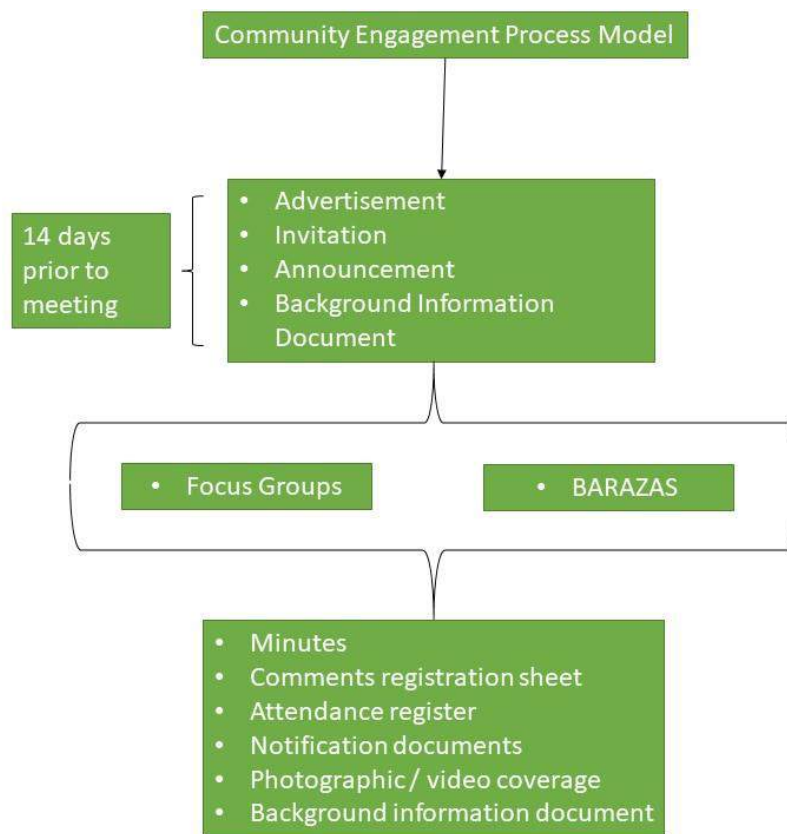 Community Engagement Process Model
14 days
prior to
meeting
• Advertisement
• Invitation
• Announcement
• Background Information
Document
• Focus Groups
• BARAZAS
• Minutes
• Comments registration sheet
• Attendance register
• Notification documents
• Photographic / video coverage
• Background information document